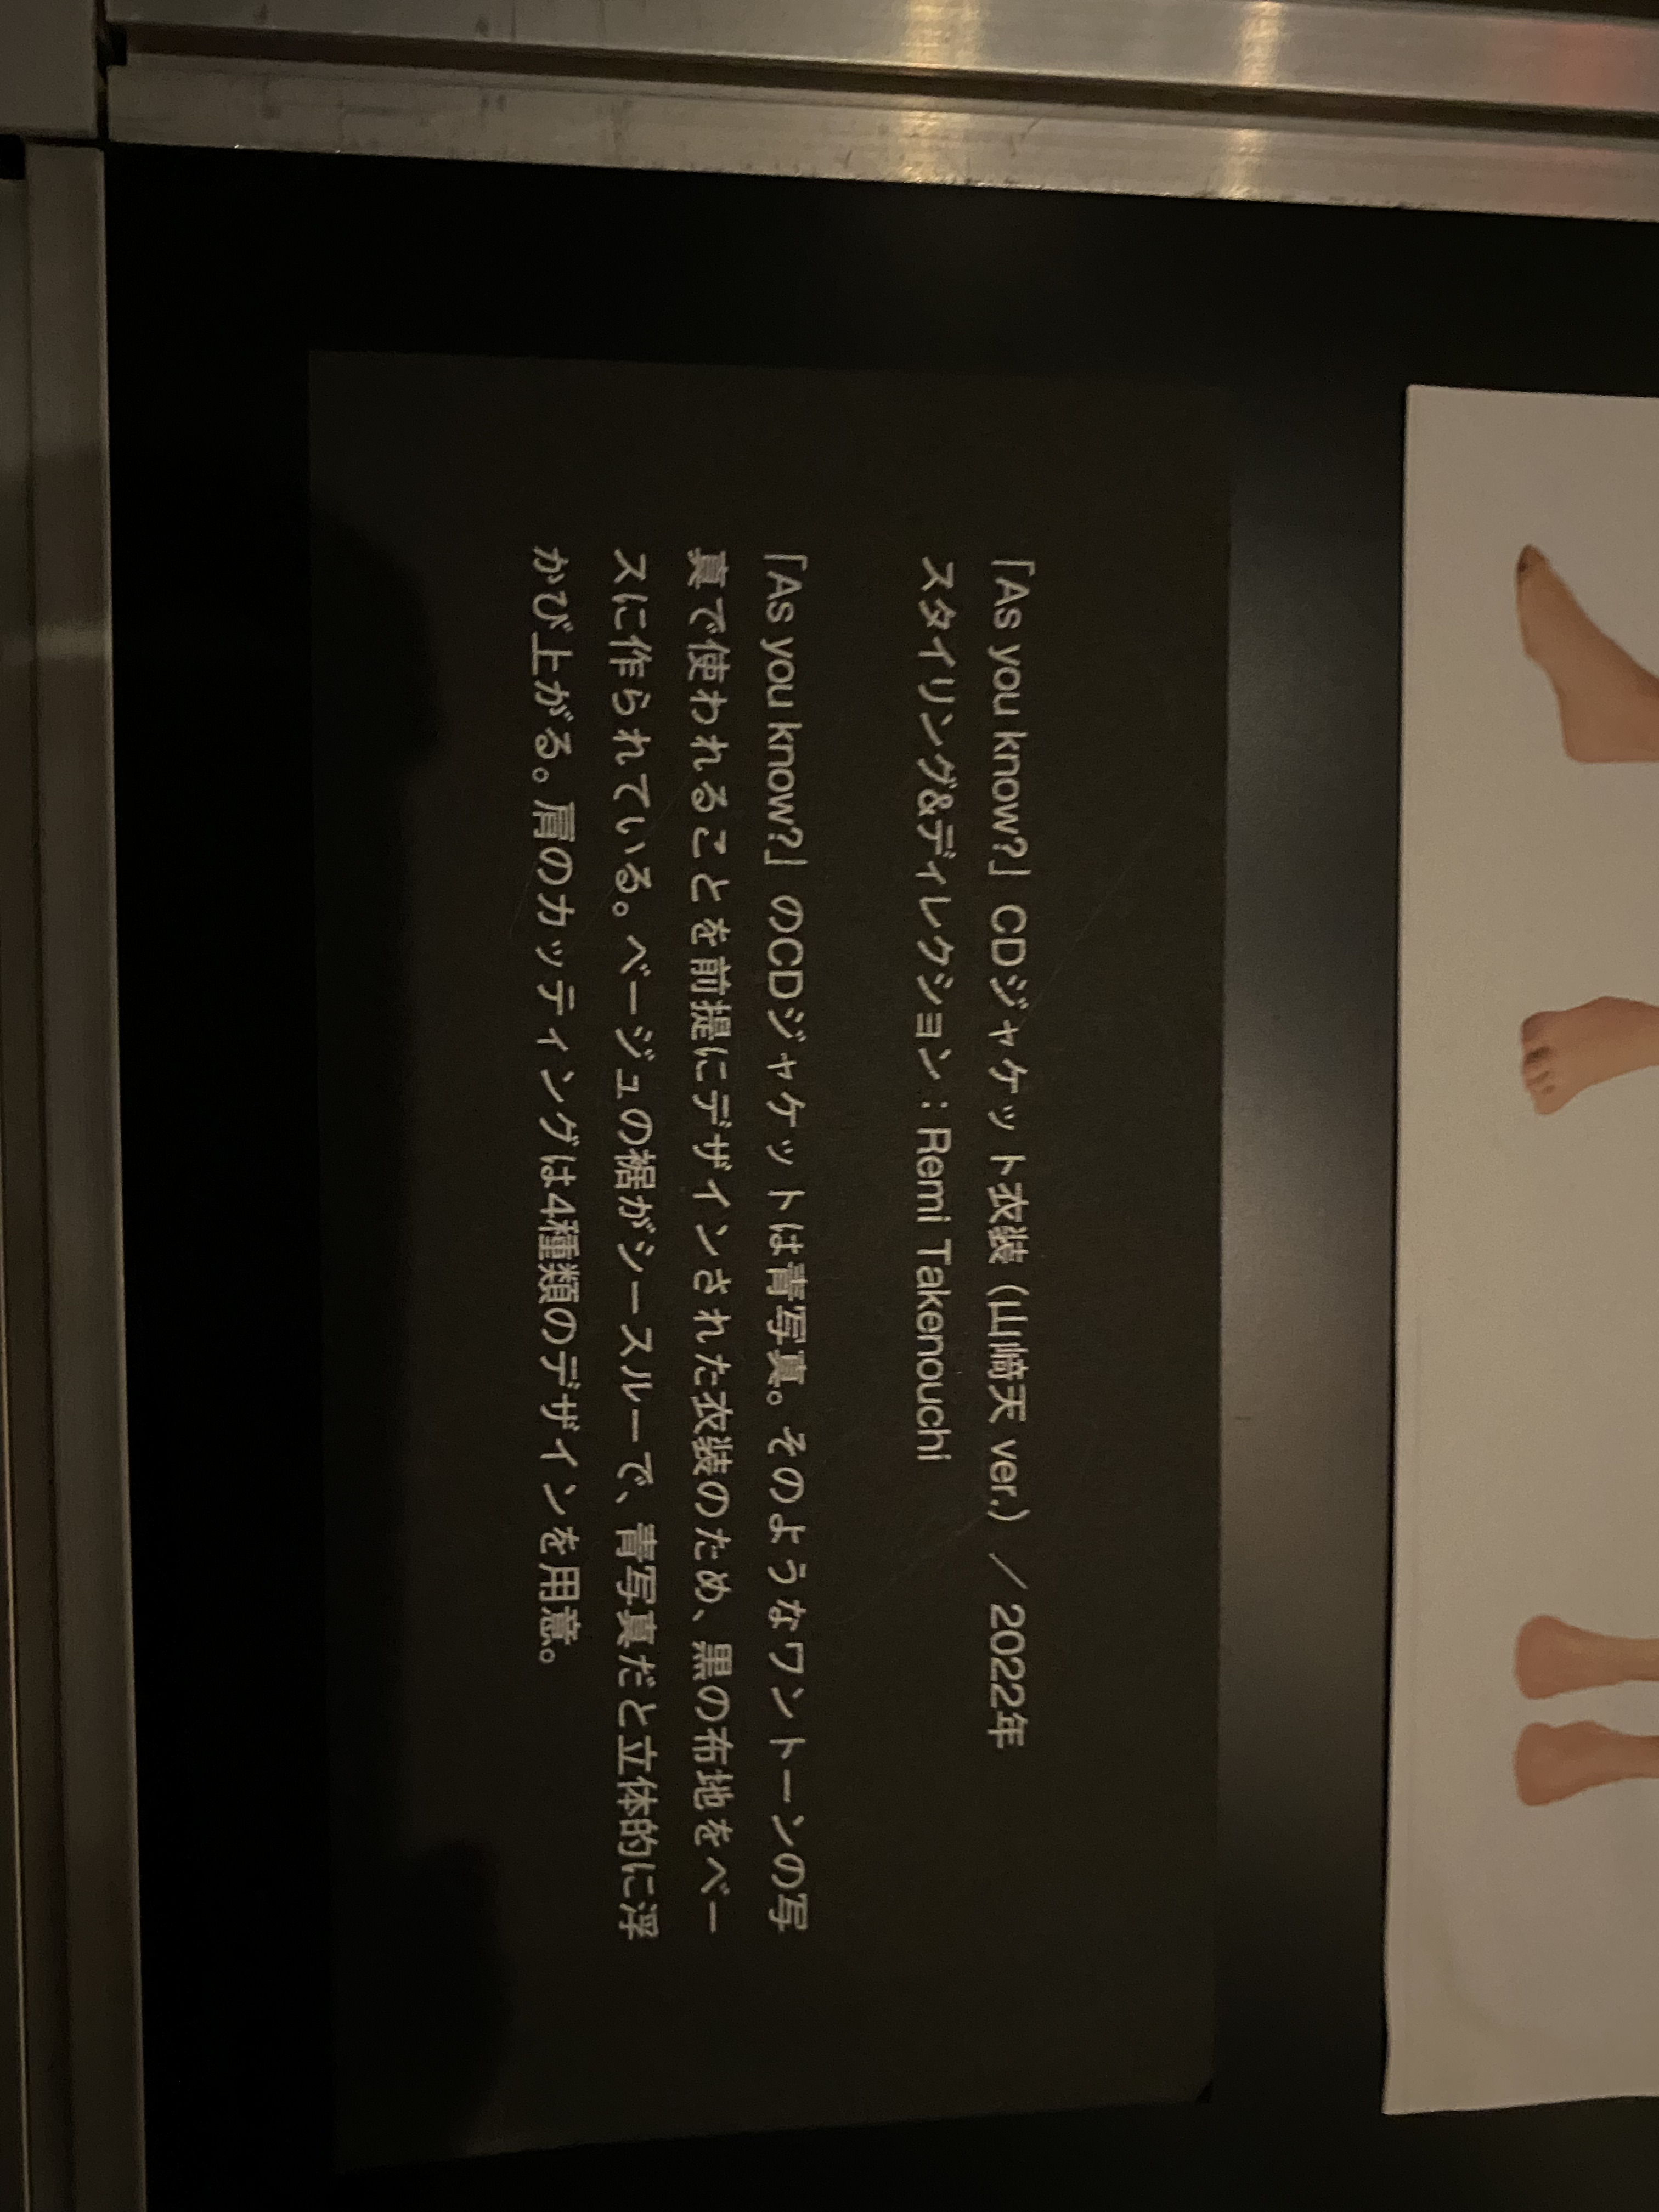 「As you know?」CDジャケット衣装（山﨑天 ver.）／ 2022年
スタイリング&ディレクション：Remi Takenouchi
「As you know?」のCDジャケットは青写真。そのようなワントーンの写
真で使われることを前提にデザインされた衣装のため、黒の布地をベー
スに作られている。ベージュの裾がシースルーで、青写真だと立体的に浮
かび上がる。肩のカッティングは4種類のデザインを用意。